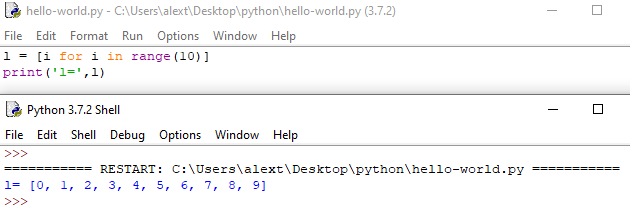 hello-world.py - C:\Users\alext\Desktop\python\hello-world.py (3.7.2)
File Edit Format Run Options Window Help
l = [i for i in range(10)]
print('l=',l)
Python 3.7.2 Shell
File Edit Shell Debug Options Window Help
>>>
=========== RESTART: C:\Users\alext\Desktop\python\hello-world.py ===========
l= [0, 1, 2, 3, 4, 5, 6, 7, 8, 9]
>>>